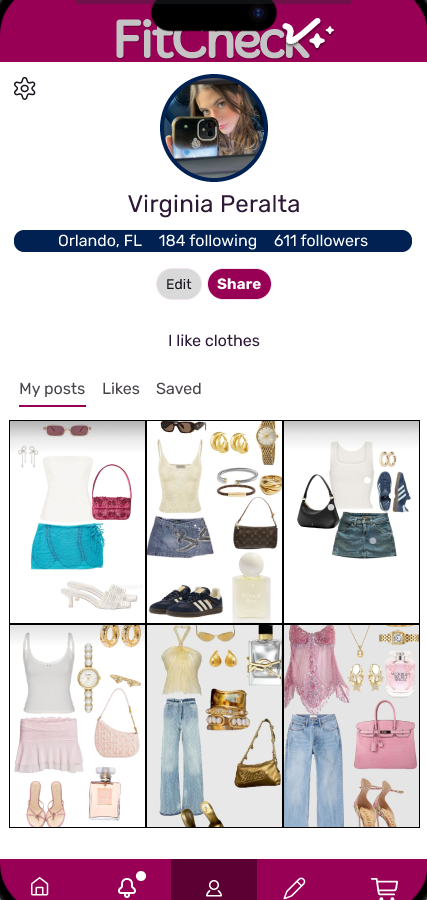 FitCheck
Virginia Peralta
Orlando, FL 184 following 611 followers
Edit Share
I like clothes
My posts Likes Saved